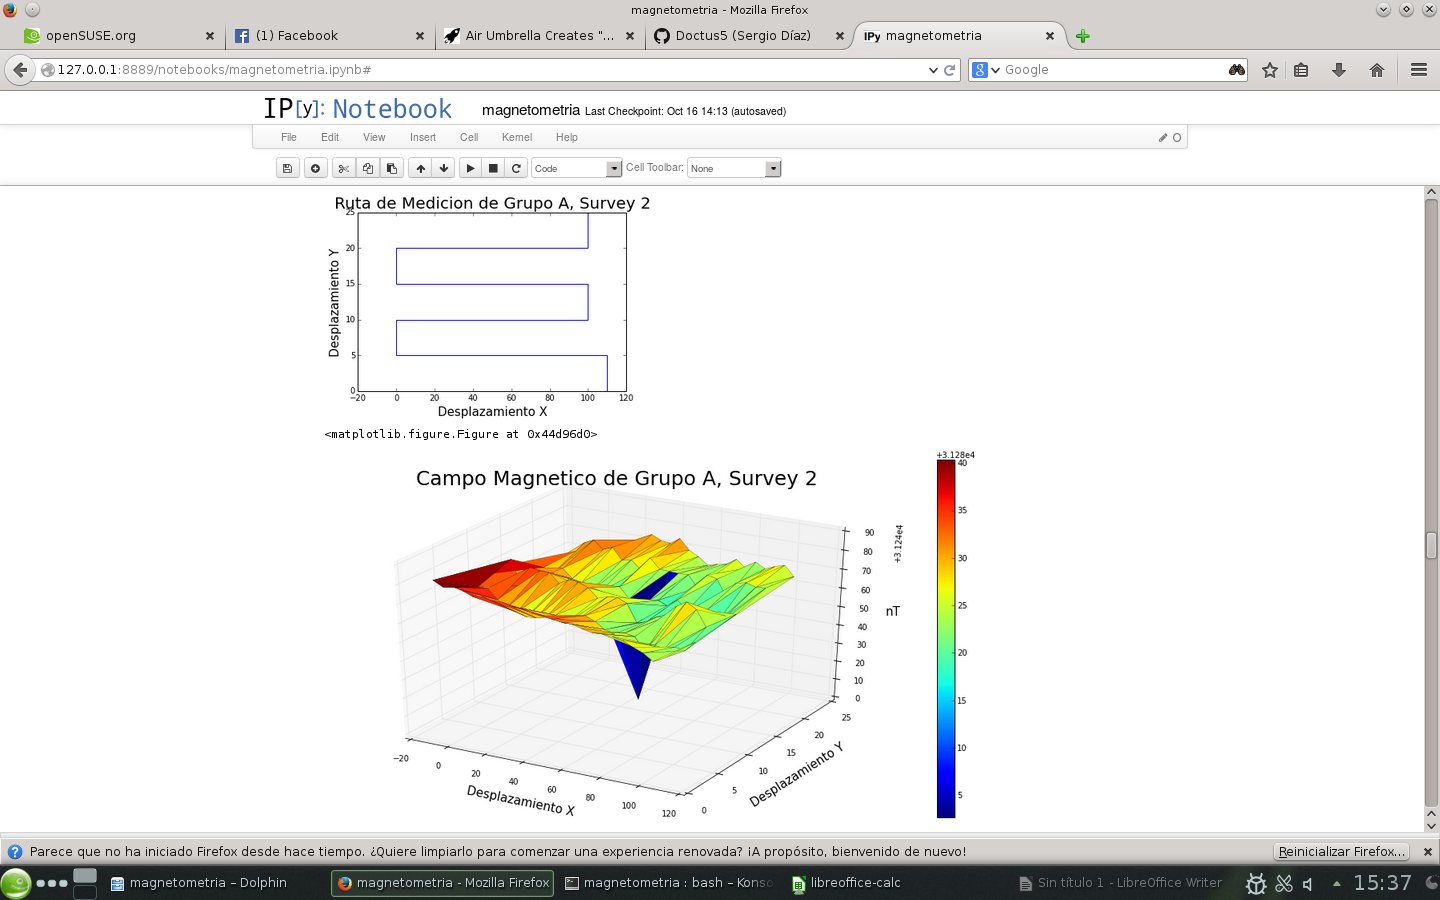 magnetometria - Mozilla Firefox
openSUSE.org
(1) Facebook
Air Umbrella Creates "...
Doctus5 (Sergio Díaz)
IPy magnetometria
127.0.0.1:8889/notebooks/magnetometria.ipynb#
Google
IP[y]: Notebook
magnetometria Last Checkpoint: Oct 16 14:13 (autosaved)
File Edit View Insert Cell Kernel Help
Code
Cell Toolbar:
None
Ruta de Medicion de Grupo A, Survey 2
25
20
15
10
5
0
Desplazamiento Y
−20 0 20 40 60 80 100 120
Desplazamiento X
<matplotlib.figure.Figure at 0x44d96d0>
Campo Magnetico de Grupo A, Survey 2
90
80
70
60
50
40
30
20
10
0
+3.124e4
nT
−20 0 20 40 60 80 100 120
Desplazamiento X
0 5 10 15 20 25
Desplazamiento Y
+3.128e4
40
35
30
25
20
15
10
5
Parece que no ha iniciado Firefox desde hace tiempo. ¿Quiere limpiarlo para comenzar una experiencia renovada? ¡A propósito, bienvenido de nuevo!
Reinicializar Firefox...
magnetometria – Dolphin
magnetometria - Mozilla Firefox
magnetometria : bash – Konso
libreoffice-calc
Sin título 1 - LibreOffice Writer
15:37